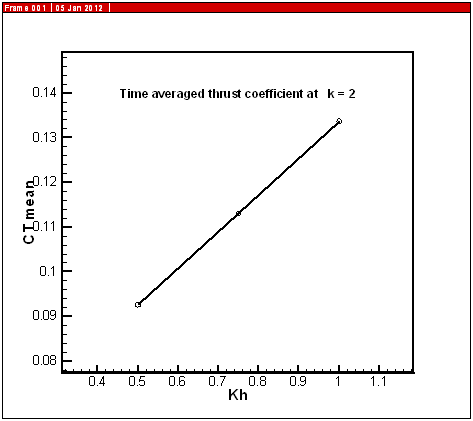 Frame 001 | 05 Jan 2012 |
Time averaged thrust coefficient at k = 2
0.14
0.13
0.12
0.11
0.1
0.09
0.08
CT mean
0.4 0.5 0.6 0.7 0.8 0.9 1 1.1
Kh